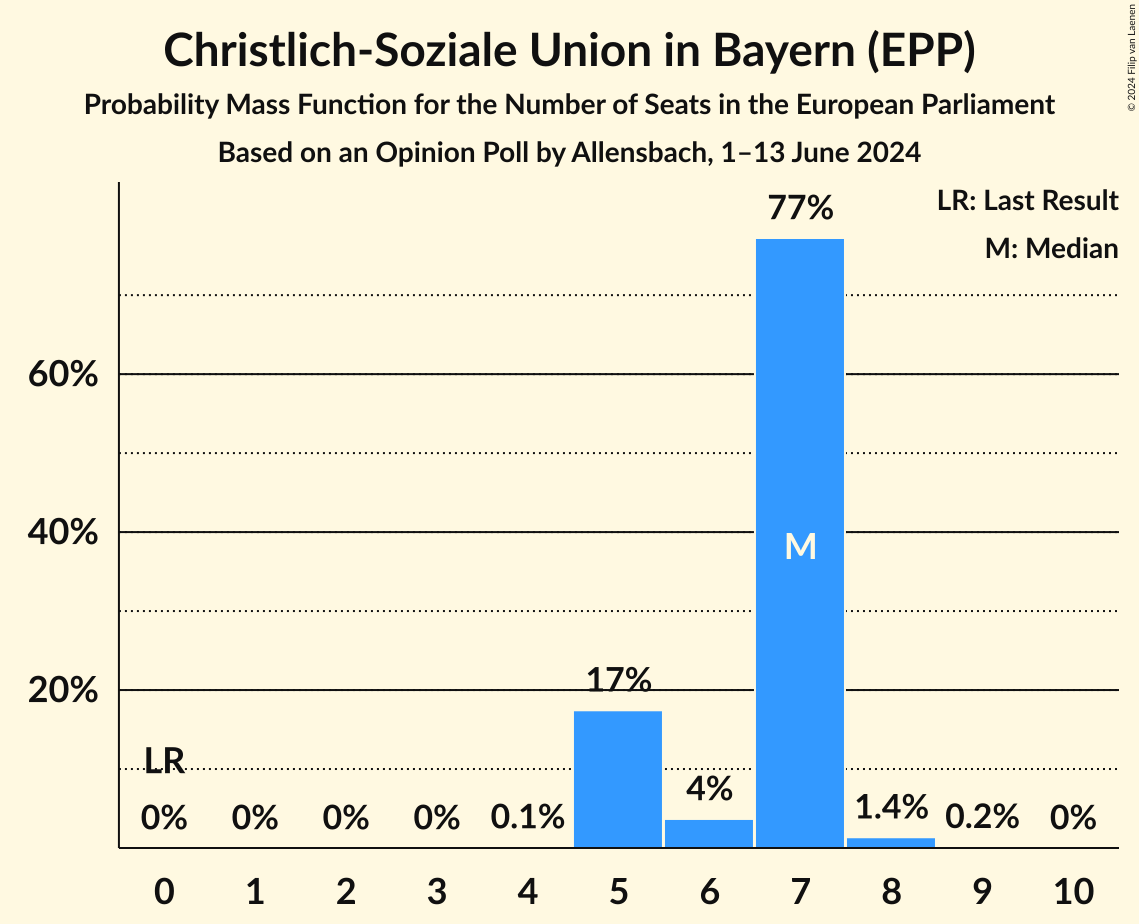 Christlich-Soziale Union in Bayern (EPP)
Probability Mass Function for the Number of Seats in the European Parliament
Based on an Opinion Poll by Allensbach, 1–13 June 2024
© 2024 Filip van Laenen
LR: Last Result
M: Median
77%
60%
40%
M
20%
17%
LR
0% 0% 0% 0% 0.1% 4% 1.4% 0.2% 0%
0 1 2 3 4 5 6 7 8 9 10